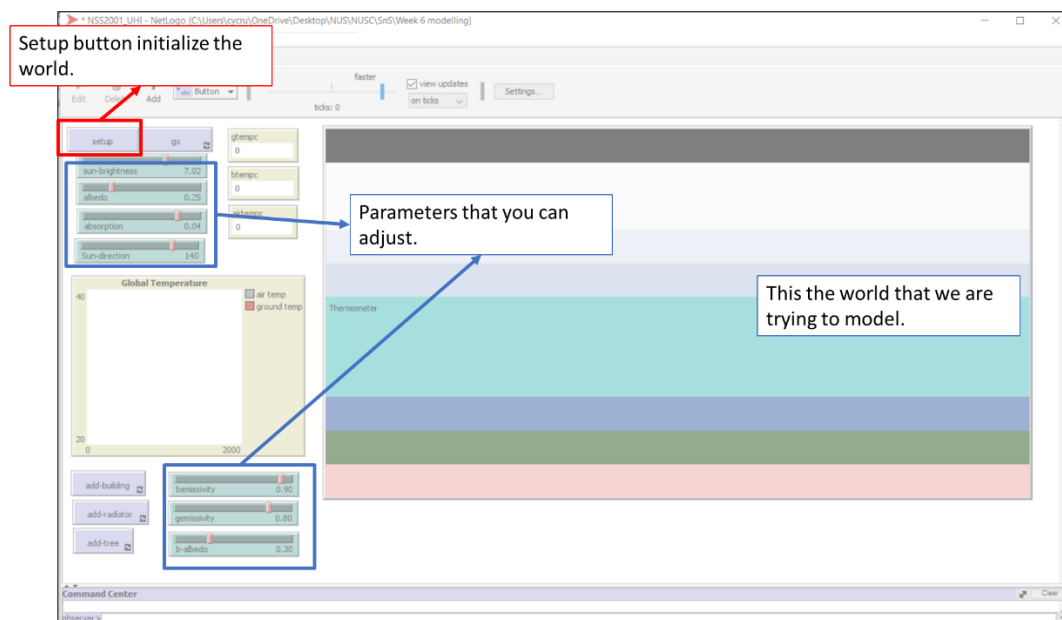 * NSS2001_UHI - NetLogo {C:\Users\cycru\OneDrive\Desktop\NUS\NUSC\SnS\Week 6 modelling}
Setup button initialize the
world.
Edit
Delete
Add
abc Button
faster
ticks: 0
view updates
on ticks
Settings...
setup
go
gtempc
0
sun-brightness 7.02
btempc
0
albedo 0.25
airtempc
0
absorption 0.04
Sun-direction 140
Parameters that you can
adjust.
This the world that we are
trying to model.
Global Temperature
40
20
0
2000
air temp
ground temp
Thermometer
add-building
add-radiator
add-tree
bemissivity 0.90
gemissivity 0.80
b-albedo 0.30
Command Center
Clear
observer>